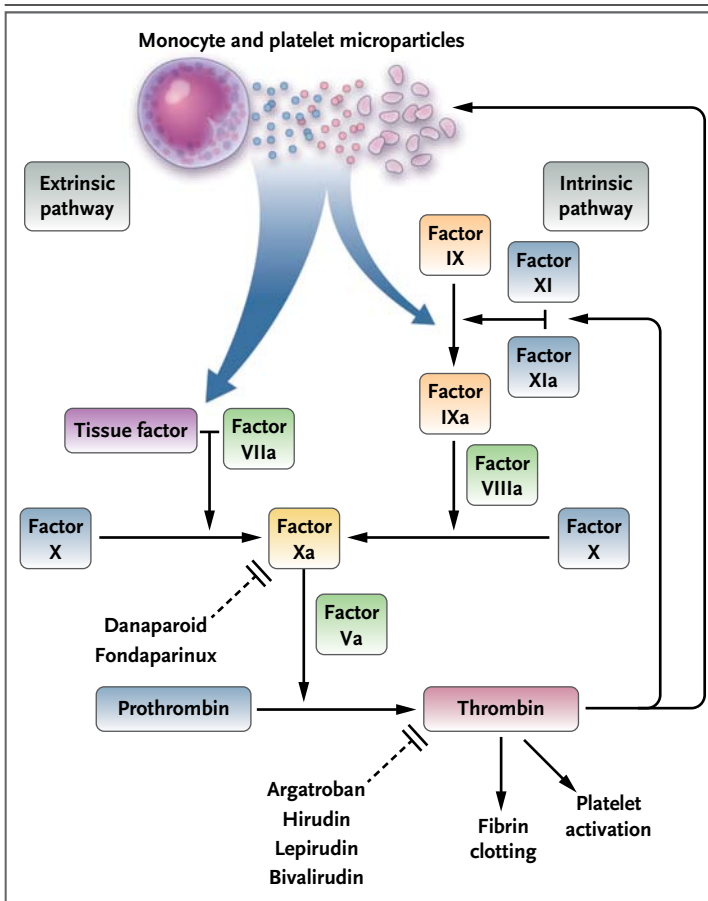 Monocyte and platelet microparticles
Extrinsic
pathway
Intrinsic
pathway
Factor
IX
Factor
XI
Factor
XIa
Factor
IXa
Tissue factor
Factor
VIIa
Factor
VIIIa
Factor
X
Factor
Xa
Factor
X
Danaparoid
Fondaparinux
Factor
Va
Prothrombin
Thrombin
Argatroban
Hirudin
Lepirudin
Bivalirudin
Fibrin
clotting
Platelet
activation